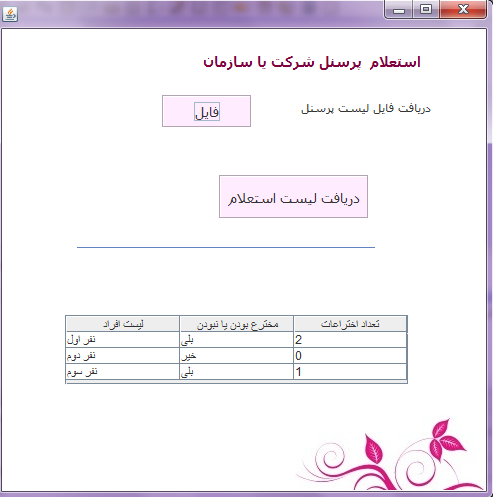 استعلام پرسنل شرکت یا سازمان
دریافت فایل لیست پرسنل
فایل
دریافت لیست استعلام
لیست افراد مخترع بودن یا نبودن تعداد اختراعات
نفر اول بلی 2
نفر دوم خیر 0
نفر سوم بلی 1